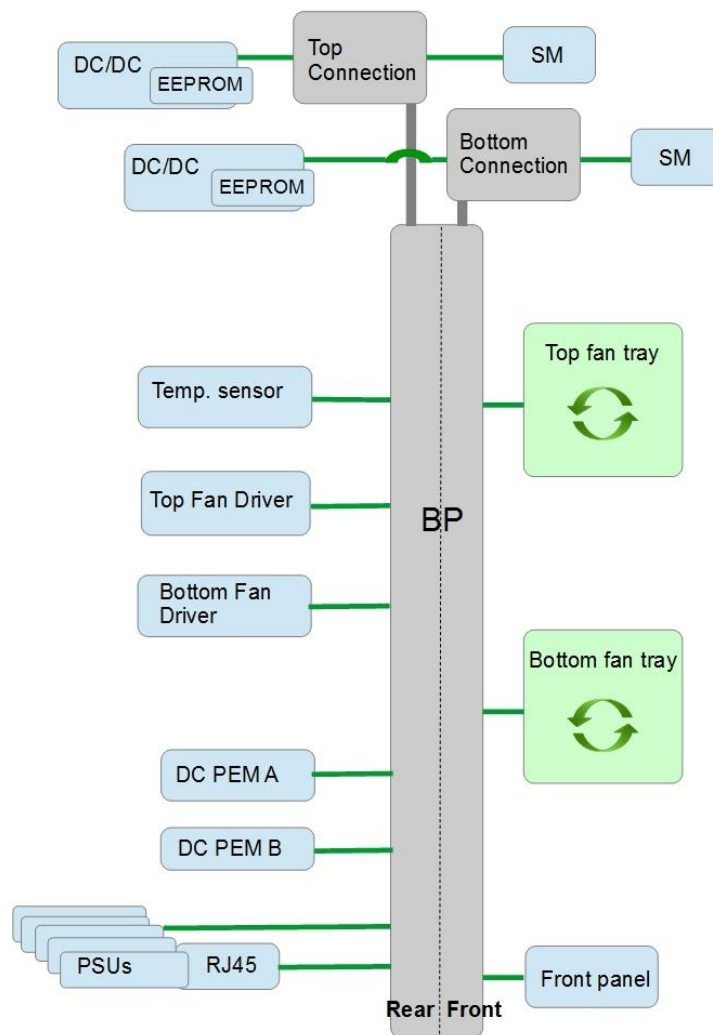 Top
Connection
DC/DC
EEPROM
SM
Bottom
Connection
DC/DC
EEPROM
SM
Top fan tray
Temp. sensor
Top Fan Driver
BP
Bottom Fan
Driver
Bottom fan tray
DC PEM A
DC PEM B
PSUs
RJ45
Front panel
Rear
Front